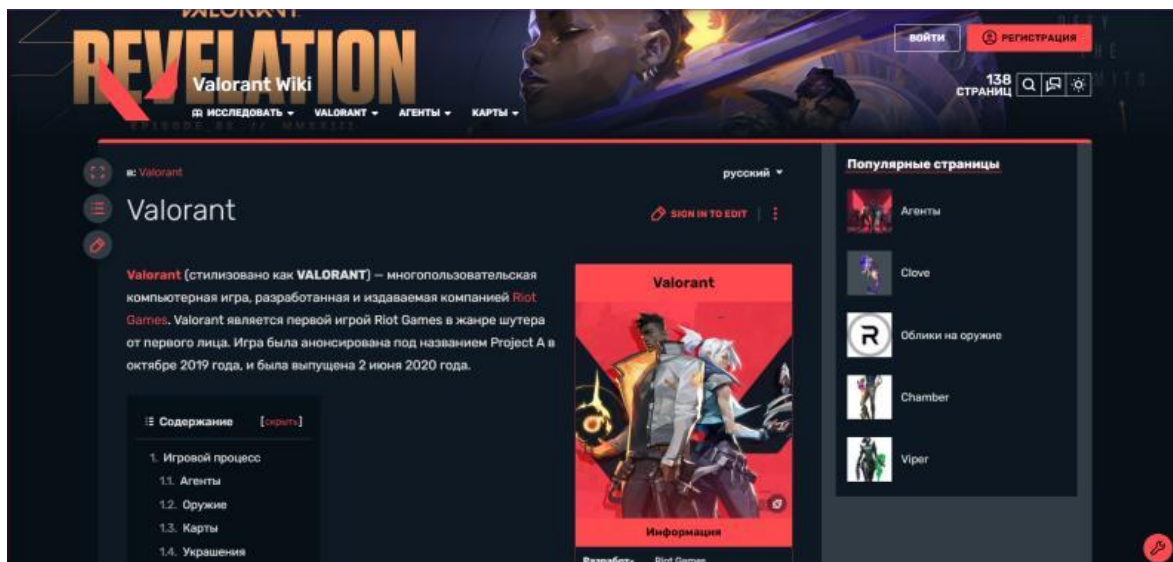 VALORANT
REVELATION
Valorant Wiki
ИССЛЕДОВАТЬ
VALORANT
АГЕНТЫ
КАРТЫ
ВОЙТИ
РЕГИСТРАЦИЯ
138
СТРАНИЦ
в: Valorant
русский
Valorant
SIGN IN TO EDIT
Valorant (стилизовано как VALORANT) — многопользовательская
компьютерная игра, разработанная и издаваемая компанией Riot
Games. Valorant является первой игрой Riot Games в жанре шутера
от первого лица. Игра была анонсирована под названием Project A в
октябре 2019 года, и была выпущена 2 июня 2020 года.
Содержание [скрыть]
1. Игровой процесс
1.1. Агенты
1.2. Оружие
1.3. Карты
1.4. Украшения
Valorant
Информация
Разработ- Riot Games
Популярные страницы
Агенты
Clove
Облики на оружие
Chamber
Viper